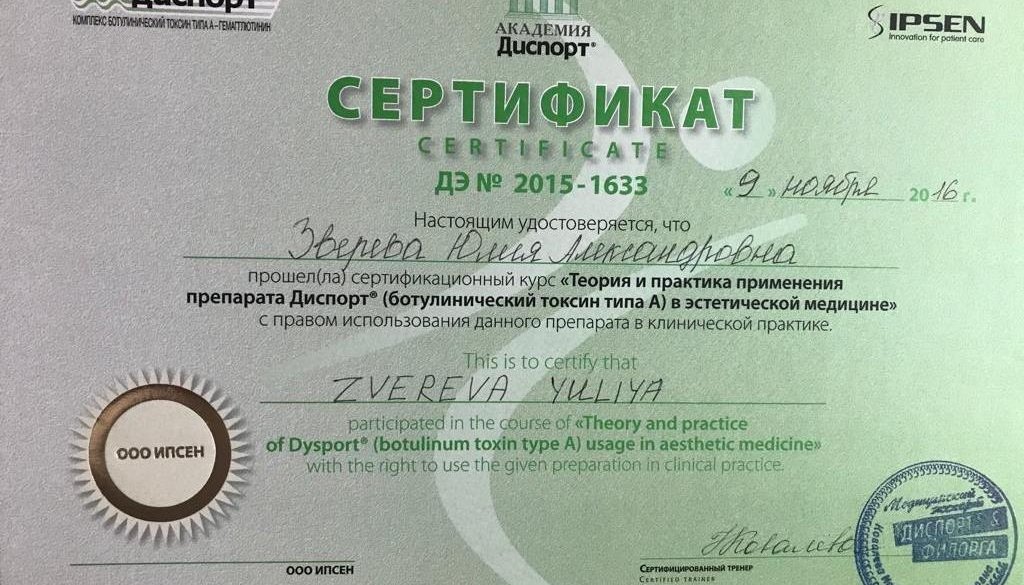 Диспорт
КОМПЛЕКС БОТУЛИНИЧЕСКИЙ ТОКСИН ТИПА А – ГЕМАГГЛЮТИНИН
АКАДЕМИЯ
Диспорт®
IPSEN
Innovation for patient care
СЕРТИФИКАТ
CERTIFICATE
ДЭ № 2015-1633
«9» ноября 2016 г.
Настоящим удостоверяется, что
Зверева Юлия Александровна
прошел(ла) сертификационный курс «Теория и практика применения
препарата Диспорт® (ботулинический токсин типа А) в эстетической медицине»
с правом использования данного препарата в клинической практике.
This is to certify that
ZVEREVA YULIYA
participated in the course of «Theory and practice
of Dysport® (botulinum toxin type A) usage in aesthetic medicine»
with the right to use the given preparation in clinical practice.
ООО ИПСЕН
ООО ИПСЕН
СЕРТИФИЦИРОВАННЫЙ ТРЕНЕР
CERTIFIED TRAINER
Медицинский
эксперт
ДИСПОРТ &
ФИЛОРГА